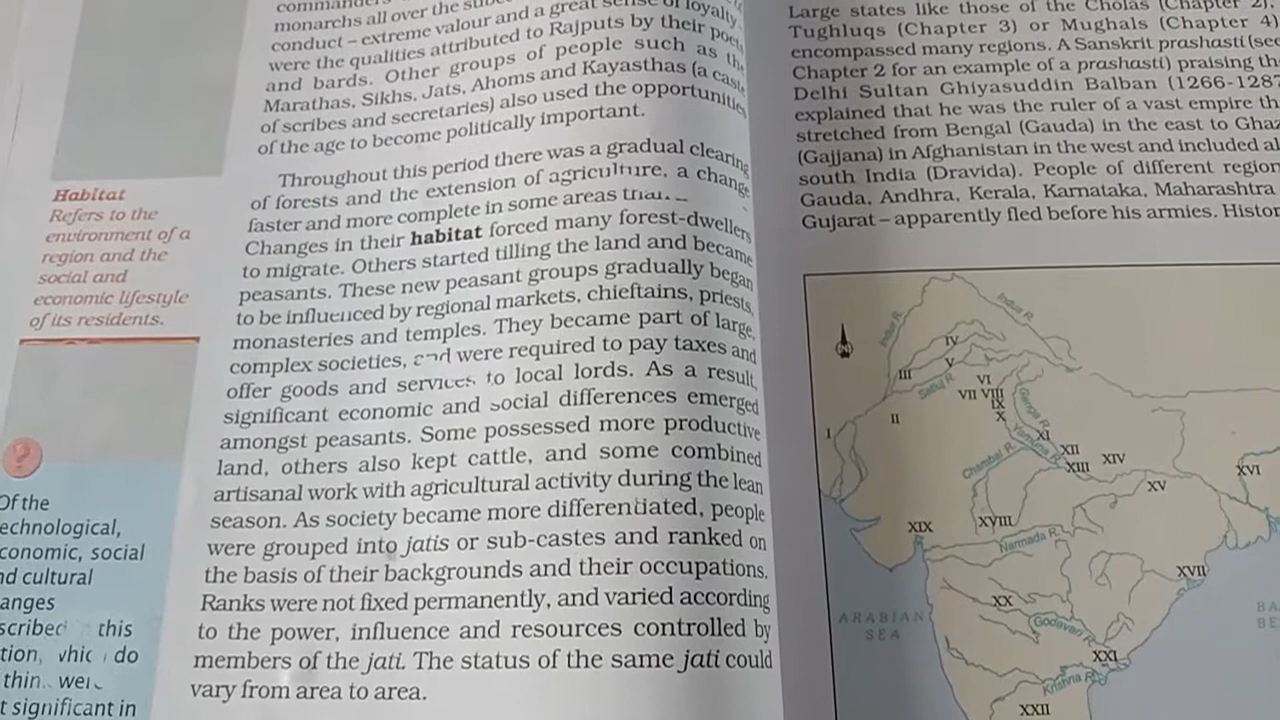 monarchs all over the
conduct – extreme valour and a great sense of loyalty
were the qualities attributed to Rajputs by their poets
and bards. Other groups of people such as the
Marathas, Sikhs, Jats, Ahoms and Kayasthas (a caste
of scribes and secretaries) also used the opportunities
of the age to become politically important.
Throughout this period there was a gradual clearing
of forests and the extension of agriculture, a change
faster and more complete in some areas
Changes in their habitat forced many forest-dwellers
to migrate. Others started tilling the land and became
peasants. These new peasant groups gradually began
to be influenced by regional markets, chieftains, priests,
monasteries and temples. They became part of large,
complex societies, and were required to pay taxes and
offer goods and services to local lords. As a result,
significant economic and social differences emerged
amongst peasants. Some possessed more productive
land, others also kept cattle, and some combined
artisanal work with agricultural activity during the lean
season. As society became more differentiated, people
were grouped into jatis or sub-castes and ranked on
the basis of their backgrounds and their occupations.
Ranks were not fixed permanently, and varied according
to the power, influence and resources controlled by
members of the jati. The status of the same jati could
vary from area to area.
Habitat
Refers to the
environment of a
region and the
social and
economic lifestyle
of its residents.
?
Of the
echnological,
conomic, social
nd cultural
anges
this
do
t significant in
Large states like those of the Cholas (Chapter 2),
Tughluqs (Chapter 3) or Mughals (Chapter 4)
encompassed many regions. A Sanskrit prashasti (see
Chapter 2 for an example of a prashasti) praising th
Delhi Sultan Ghiyasuddin Balban (1266-1287
explained that he was the ruler of a vast empire th
stretched from Bengal (Gauda) in the east to Ghaz
(Gajjana) in Afghanistan in the west and included al
south India (Dravida). People of different region
Gauda, Andhra, Kerala, Karnataka, Maharashtra
Gujarat – apparently fled before his armies. Histor
Indus R.
Indus R.
N
IV
III
V
Satluj R.
VI
VII VIII
IX
X
Ganga R.
II
I
Yamuna R.
XI
XII
XIII
XIV
Chambal R.
XVI
XV
XIX
XVIII
Narmada R.
XVII
XX
ARABIAN
SEA
Godavari R.
BA
BE
XXI
Krishna R.
XXII